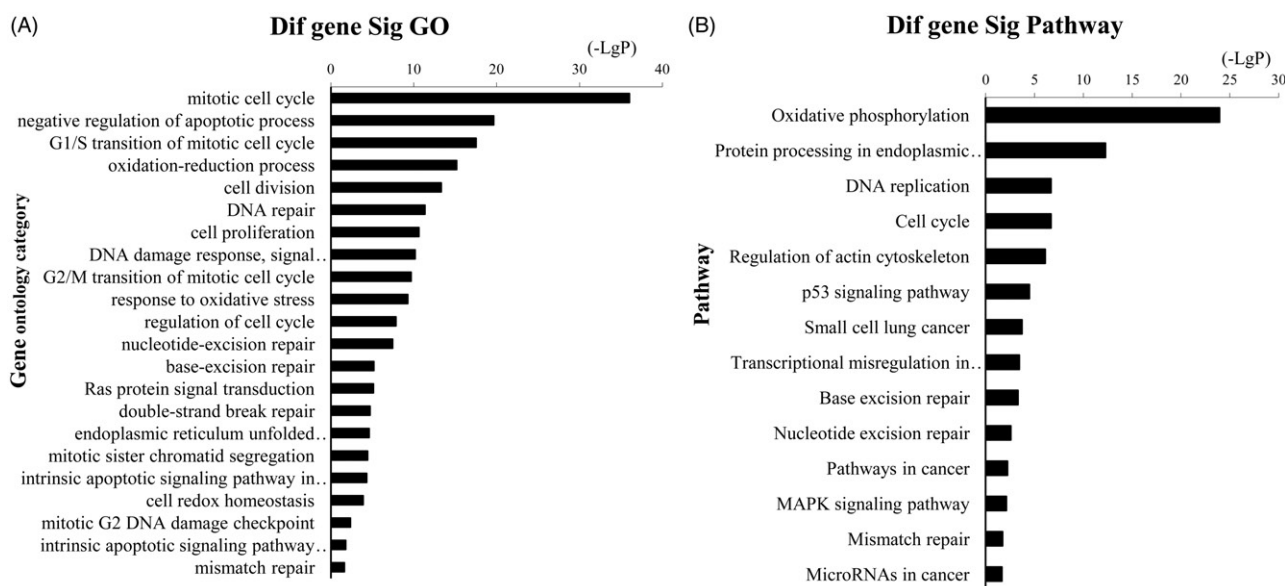 (A)
Dif gene Sig GO
(-LgP)
0 10 20 30 40
Gene ontology category
mitotic cell cycle
negative regulation of apoptotic process
G1/S transition of mitotic cell cycle
oxidation-reduction process
cell division
DNA repair
cell proliferation
DNA damage response, signal..
G2/M transition of mitotic cell cycle
response to oxidative stress
regulation of cell cycle
nucleotide-excision repair
base-excision repair
Ras protein signal transduction
double-strand break repair
endoplasmic reticulum unfolded..
mitotic sister chromatid segregation
intrinsic apoptotic signaling pathway in..
cell redox homeostasis
mitotic G2 DNA damage checkpoint
intrinsic apoptotic signaling pathway..
mismatch repair
(B)
Dif gene Sig Pathway
(-LgP)
0 5 10 15 20 25 30
Pathway
Oxidative phosphorylation
Protein processing in endoplasmic..
DNA replication
Cell cycle
Regulation of actin cytoskeleton
p53 signaling pathway
Small cell lung cancer
Transcriptional misregulation in..
Base excision repair
Nucleotide excision repair
Pathways in cancer
MAPK signaling pathway
Mismatch repair
MicroRNAs in cancer